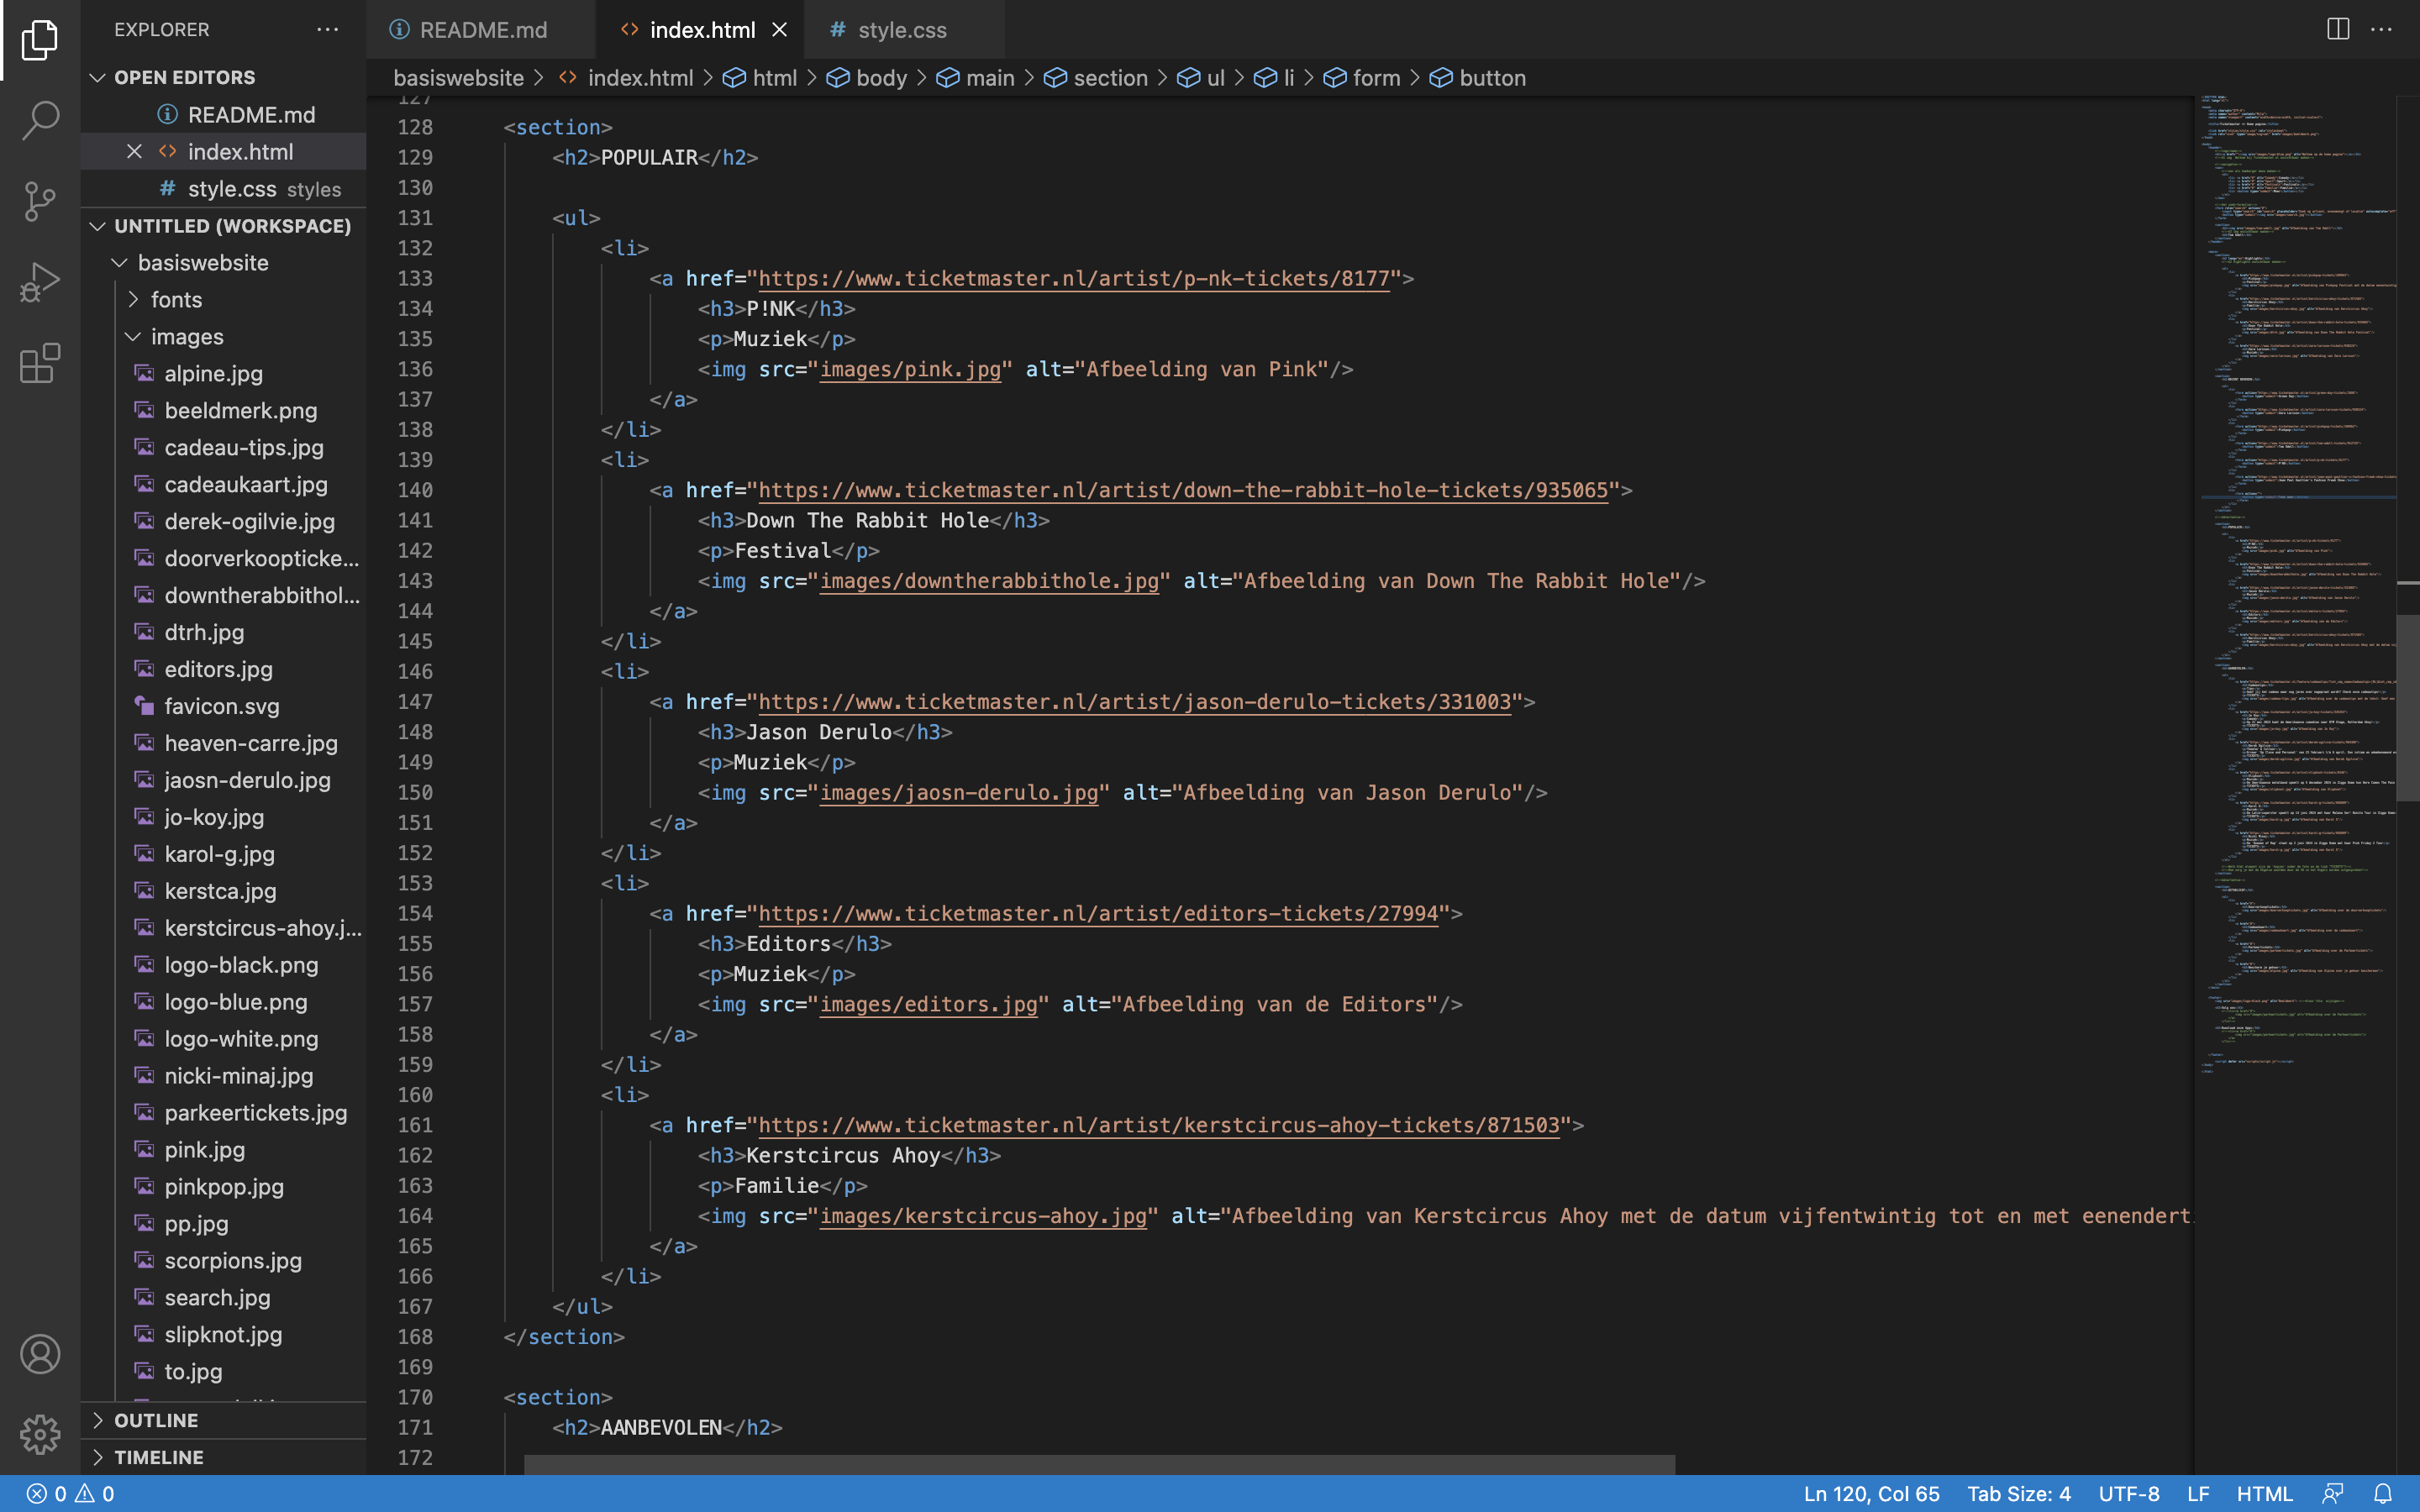 EXPLORER
OPEN EDITORS
README.md
index.html
style.css styles
UNTITLED (WORKSPACE)
basiswebsite
fonts
images
alpine.jpg
beeldmerk.png
cadeau-tips.jpg
cadeaukaart.jpg
derek-ogilvie.jpg
doorverkoopticke...
downtherabbithol...
dtrh.jpg
editors.jpg
favicon.svg
heaven-carre.jpg
jaosn-derulo.jpg
jo-koy.jpg
karol-g.jpg
kerstca.jpg
kerstcircus-ahoy.j...
logo-black.png
logo-blue.png
logo-white.png
nicki-minaj.jpg
parkeertickets.jpg
pink.jpg
pinkpop.jpg
pp.jpg
scorpions.jpg
search.jpg
slipknot.jpg
to.jpg
OUTLINE
TIMELINE
README.md index.html style.css
basiswebsite > index.html > html > body > main > section > ul > li > form > button
127
128 <section>
129 <h2>POPULAIR</h2>
130
131 <ul>
132 <li>
133 <a href="https://www.ticketmaster.nl/artist/p-nk-tickets/8177">
134 <h3>P!NK</h3>
135 <p>Muziek</p>
136 <img src="images/pink.jpg" alt="Afbeelding van Pink"/>
137 </a>
138 </li>
139 <li>
140 <a href="https://www.ticketmaster.nl/artist/down-the-rabbit-hole-tickets/935065">
141 <h3>Down The Rabbit Hole</h3>
142 <p>Festival</p>
143 <img src="images/downtherabbithole.jpg" alt="Afbeelding van Down The Rabbit Hole"/>
144 </a>
145 </li>
146 <li>
147 <a href="https://www.ticketmaster.nl/artist/jason-derulo-tickets/331003">
148 <h3>Jason Derulo</h3>
149 <p>Muziek</p>
150 <img src="images/jaosn-derulo.jpg" alt="Afbeelding van Jason Derulo"/>
151 </a>
152 </li>
153 <li>
154 <a href="https://www.ticketmaster.nl/artist/editors-tickets/27994">
155 <h3>Editors</h3>
156 <p>Muziek</p>
157 <img src="images/editors.jpg" alt="Afbeelding van de Editors"/>
158 </a>
159 </li>
160 <li>
161 <a href="https://www.ticketmaster.nl/artist/kerstcircus-ahoy-tickets/871503">
162 <h3>Kerstcircus Ahoy</h3>
163 <p>Familie</p>
164 <img src="images/kerstcircus-ahoy.jpg" alt="Afbeelding van Kerstcircus Ahoy met de datum vijfentwintig tot en met eenendert
165 </a>
166 </li>
167 </ul>
168 </section>
169
170 <section>
171 <h2>AANBEVOLEN</h2>
172
0 0 Ln 120, Col 65 Tab Size: 4 UTF-8 LF HTML